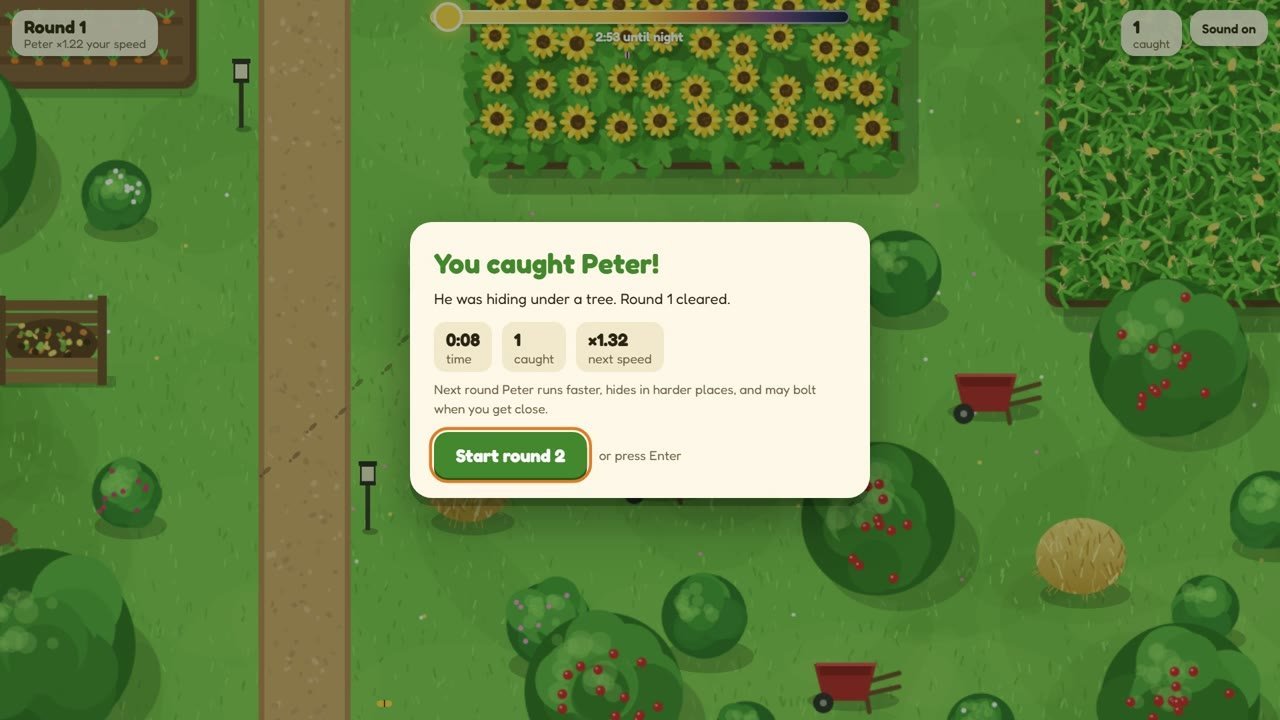 Round 1
Peter ×1.22 your speed
2:53 until night
1
caught
Sound on
You caught Peter!
He was hiding under a tree. Round 1 cleared.
0:08
time
1
caught
×1.32
next speed
Next round Peter runs faster, hides in harder places, and may bolt
when you get close.
Start round 2
or press Enter